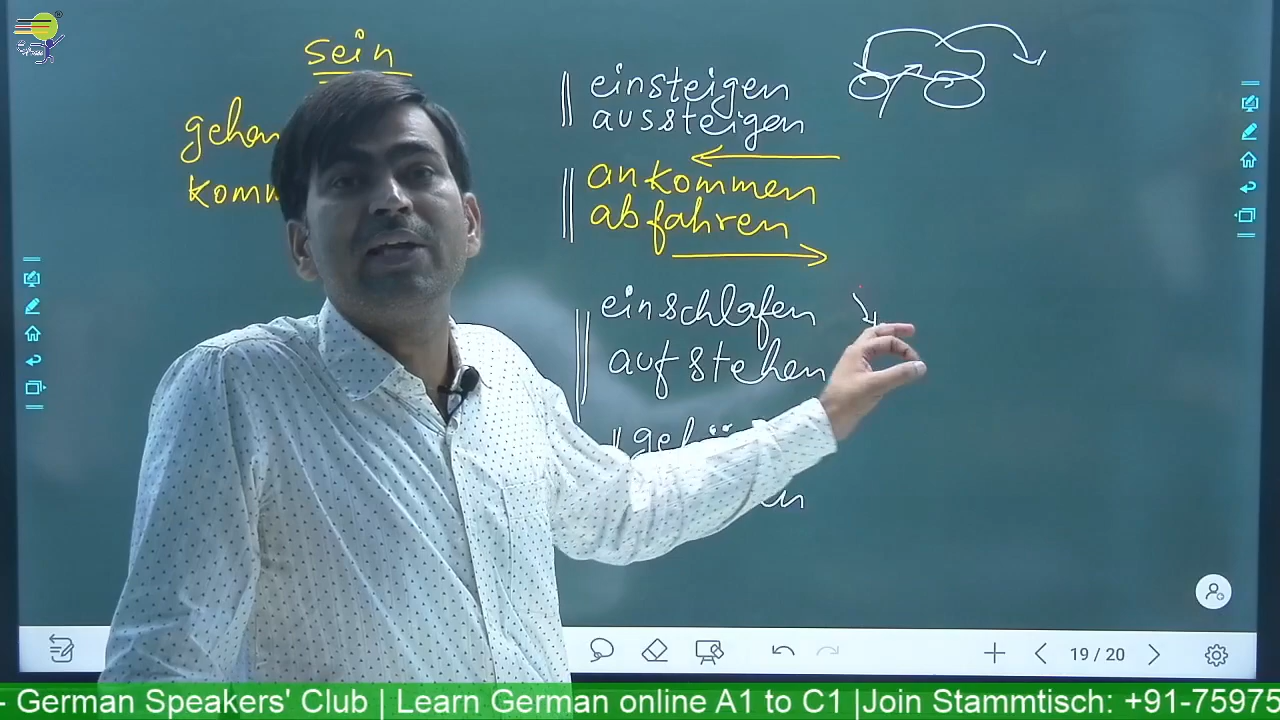 sein
einsteigen
aussteigen
ankommen
abfahren
einschlafen
aufstehen
19 / 20
- German Speakers' Club | Learn German online A1 to C1 |Join Stammtisch: +91-75975